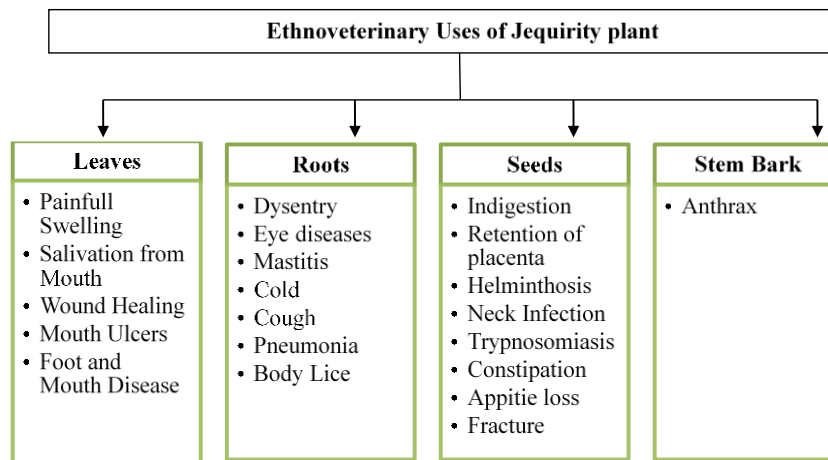 Ethnoveterinary Uses of Jequirity plant
Leaves
• Painfull
Swelling
• Salivation from
Mouth
• Wound Healing
• Mouth Ulcers
• Foot and
Mouth Disease
Roots
• Dysentry
• Eye diseases
• Mastitis
• Cold
• Cough
• Pneumonia
• Body Lice
Seeds
• Indigestion
• Retention of
placenta
• Helminthosis
• Neck Infection
• Trypnosomiasis
• Constipation
• Appitie loss
• Fracture
Stem Bark
• Anthrax